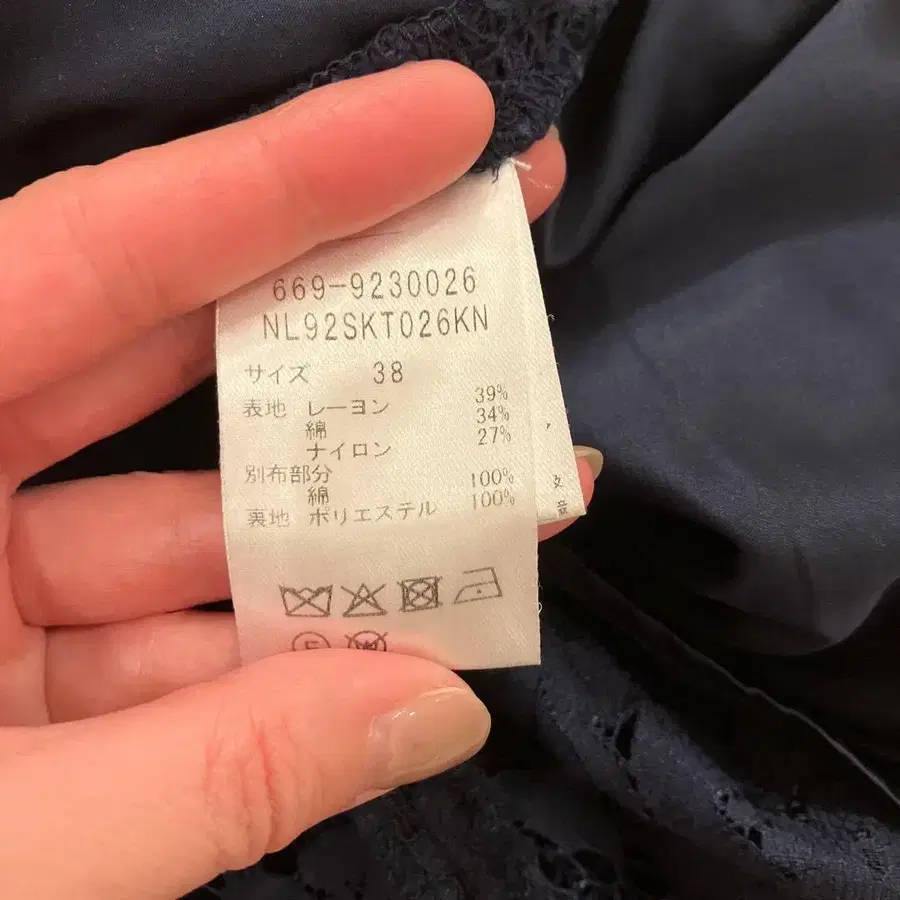 669-9230026
NL92SKT026KN
サイズ 38
表地 レーヨン 39%
綿 34%
ナイロン 27%
別布部分
綿 100%
裏地 ポリエステル 100%